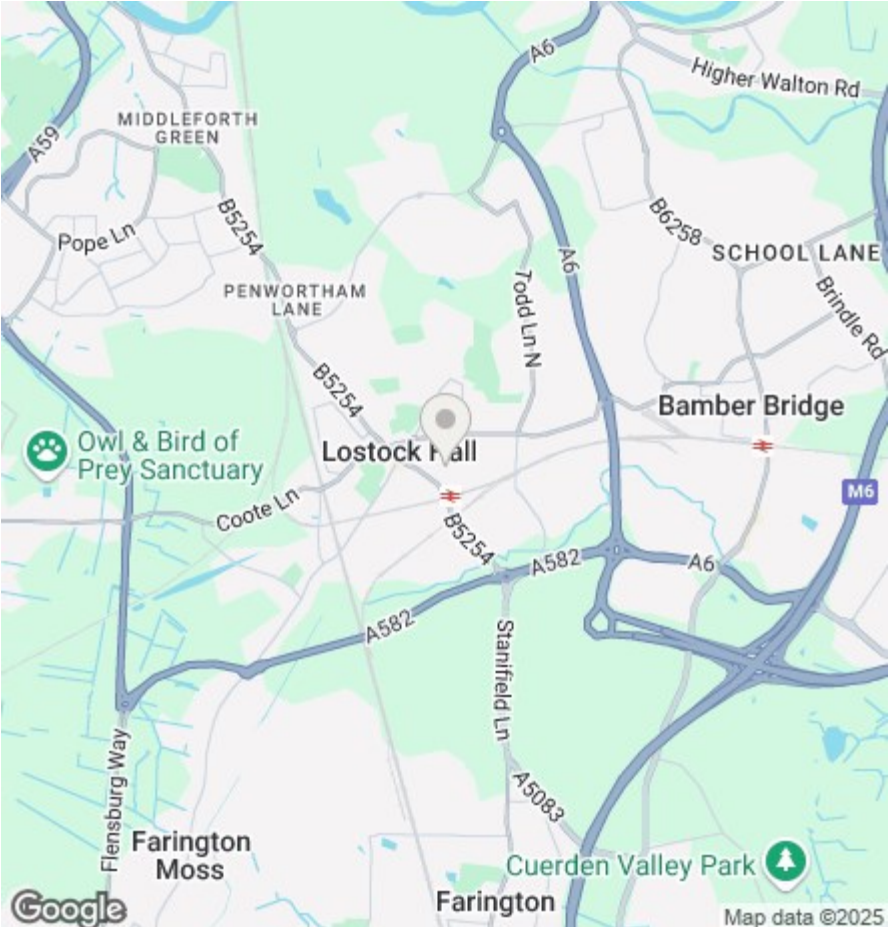 A6
Higher Walton Rd
MIDDLEFORTH
GREEN
A59
B5254
B6258
Pope Ln
A6
SCHOOL LANE
PENWORTHAM
LANE
Todd Ln N
Brindle Rd
B5254
Bamber Bridge
Owl & Bird of
Prey Sanctuary
Lostock Hall
M6
Coote Ln
B5254
A582
A6
A582
Stanifield Ln
Flensburg Way
A5083
Farington
Moss
Cuerden Valley Park
Farington
Google
Map data ©2025